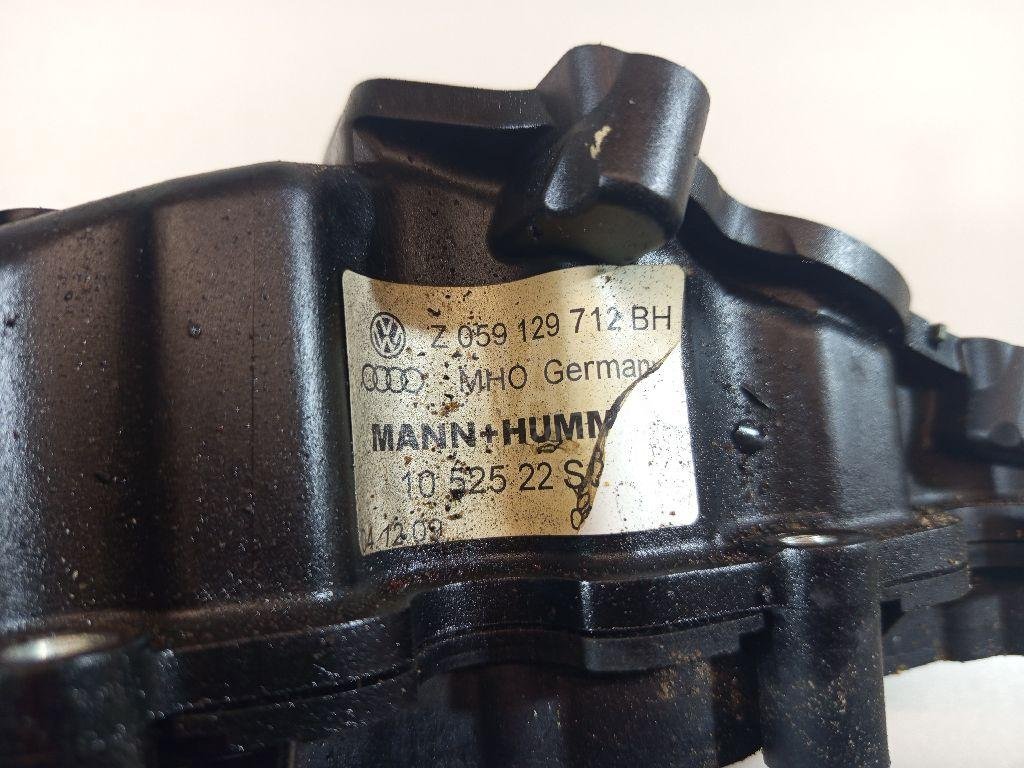 Z 059 129 712 BH
MHO German
MANN+HUMM
10 525 22 S
12.09